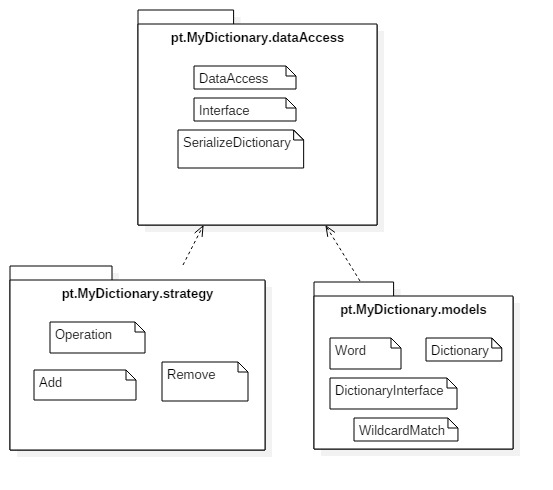 pt.MyDictionary.dataAccess
DataAccess
Interface
SerializeDictionary
pt.MyDictionary.strategy
Operation
Add
Remove
pt.MyDictionary.models
Word
Dictionary
DictionaryInterface
WildcardMatch